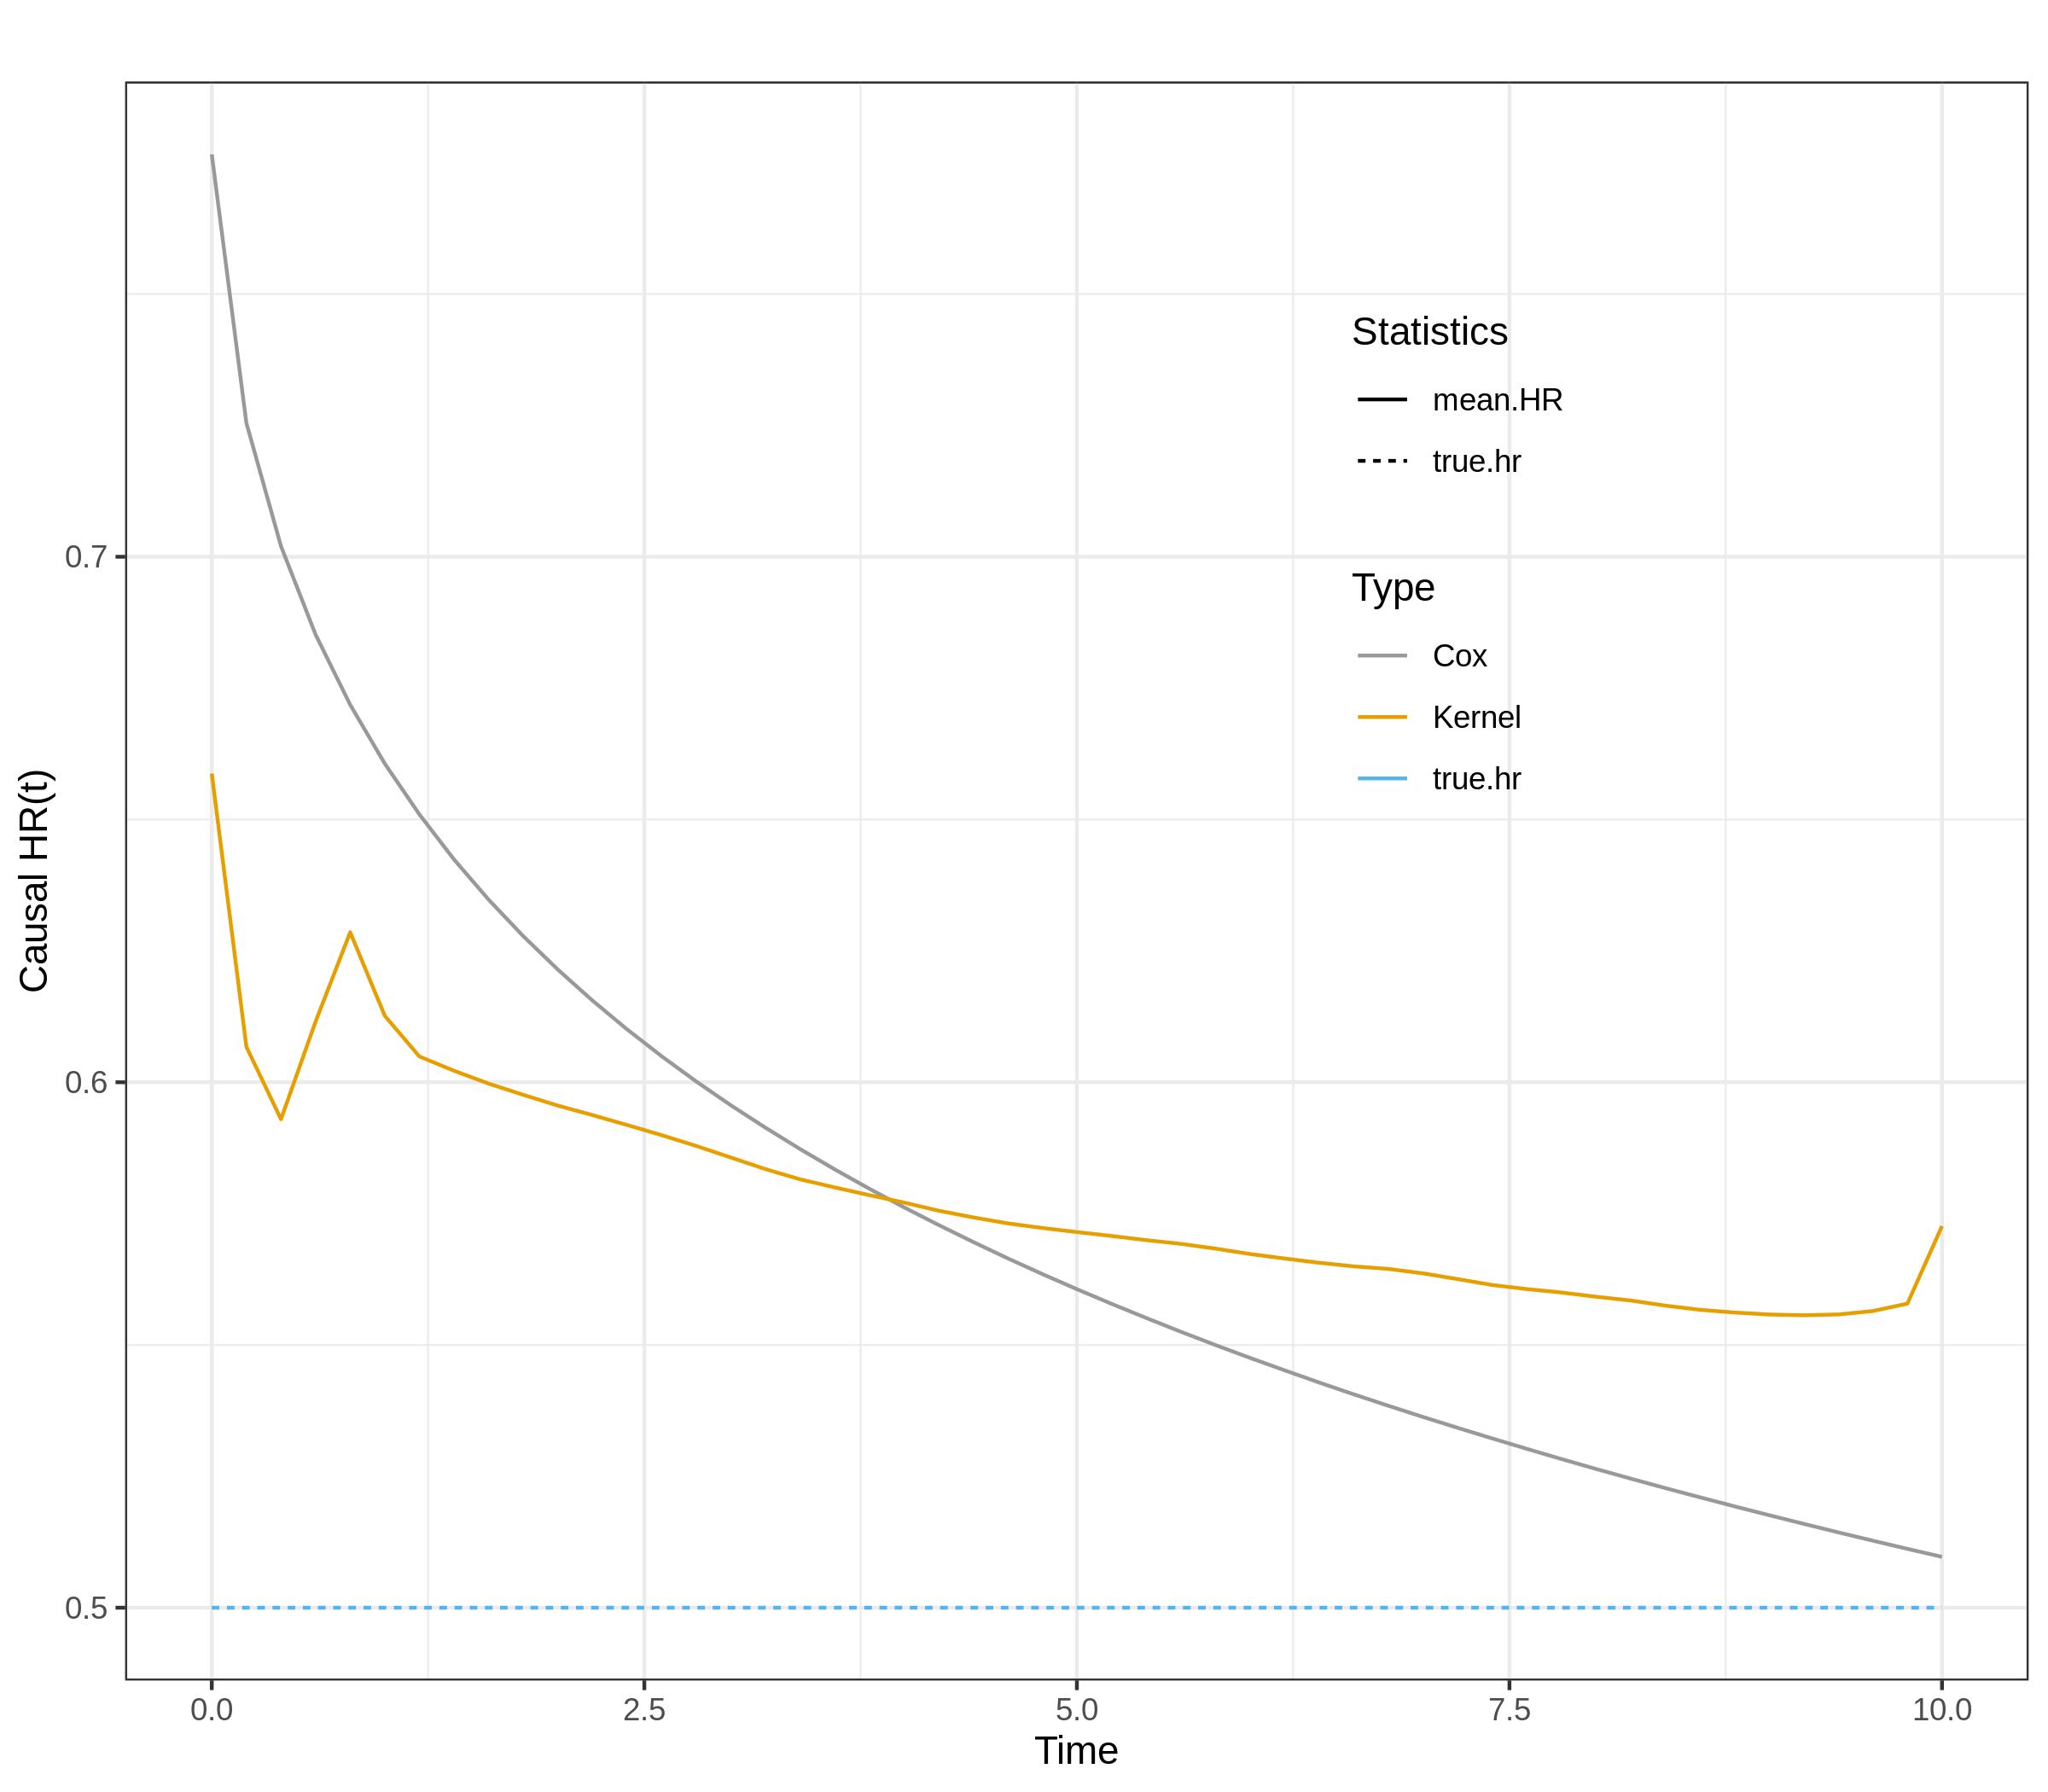 Statistics
mean.HR
true.hr
Type
Cox
Kernel
true.hr
Causal HR(t)
0.7
0.6
0.5
0.0 2.5 5.0 7.5 10.0
Time